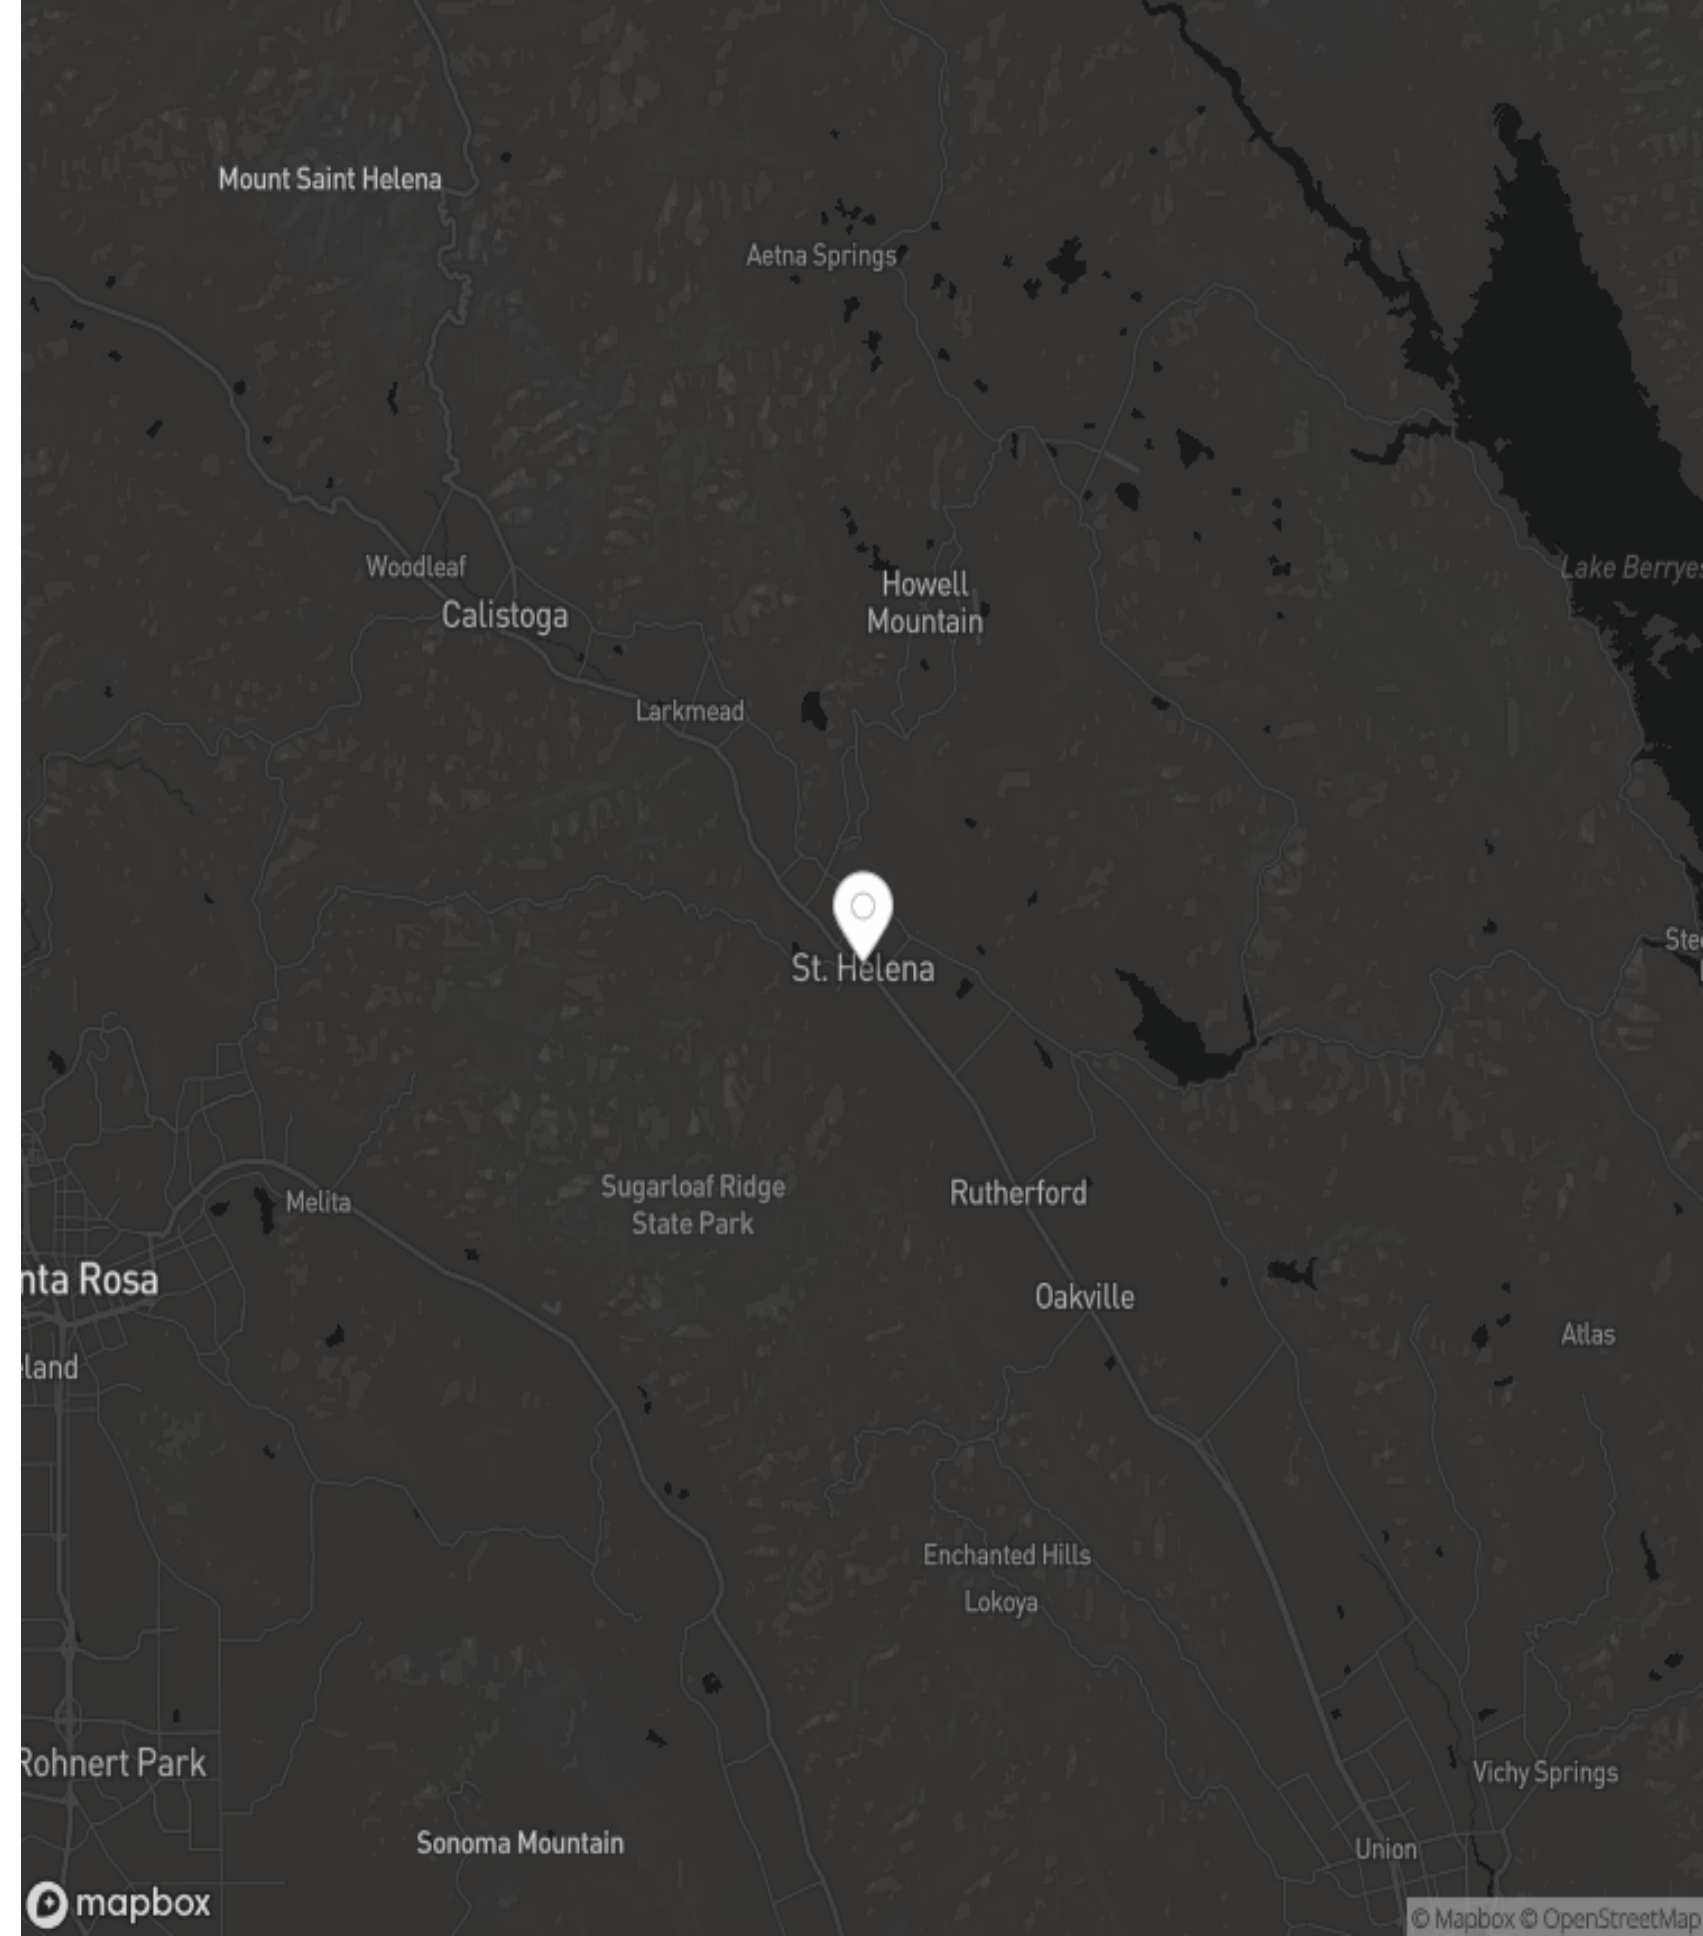 Mount Saint Helena
Aetna Springs
Woodleaf
Lake Berryes
Howell
Mountain
Calistoga
Larkmead
Ste
St. Helena
Sugarloaf Ridge
State Park
Rutherford
Melita
nta Rosa
Oakville
Atlas
eland
Enchanted Hills
Lokoya
Rohnert Park
Vichy Springs
Sonoma Mountain
Union
mapbox
© Mapbox © OpenStreetMap